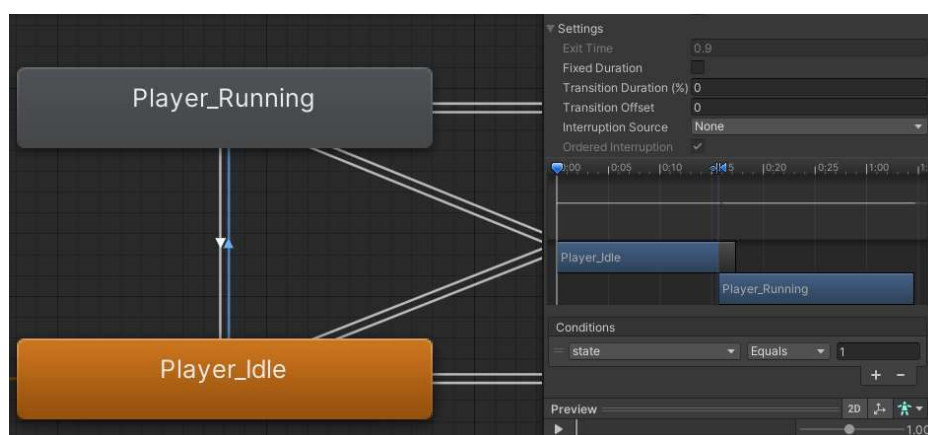 Player_Running
Player_Idle
Settings
Exit Time 0.9
Fixed Duration
Transition Duration (%) 0
Transition Offset 0
Interruption Source None
Ordered Interruption
0:05 0:10 0:20 0:25 1:00
Player_Idle
Player_Running
Conditions
state Equals 1
+ -
Preview 2D
1.00